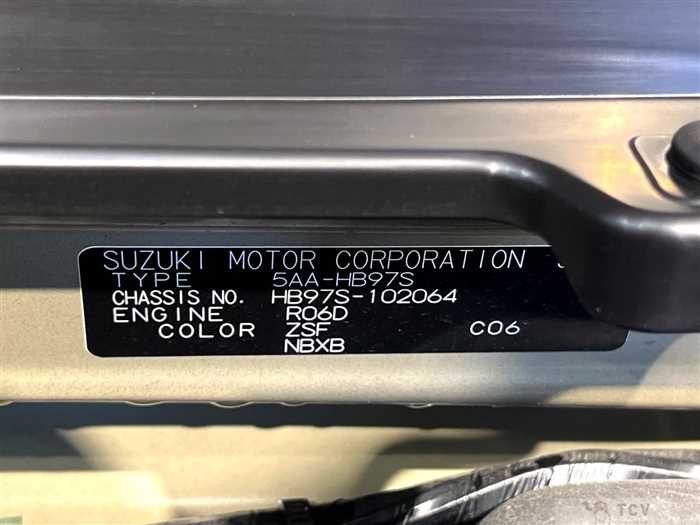 SUZUKI MOTOR CORPORATION
TYPE 5AA-HB97S
CHASSIS NO. HB97S-102064
ENGINE R06D
COLOR ZSF C06
NBXB
TCV